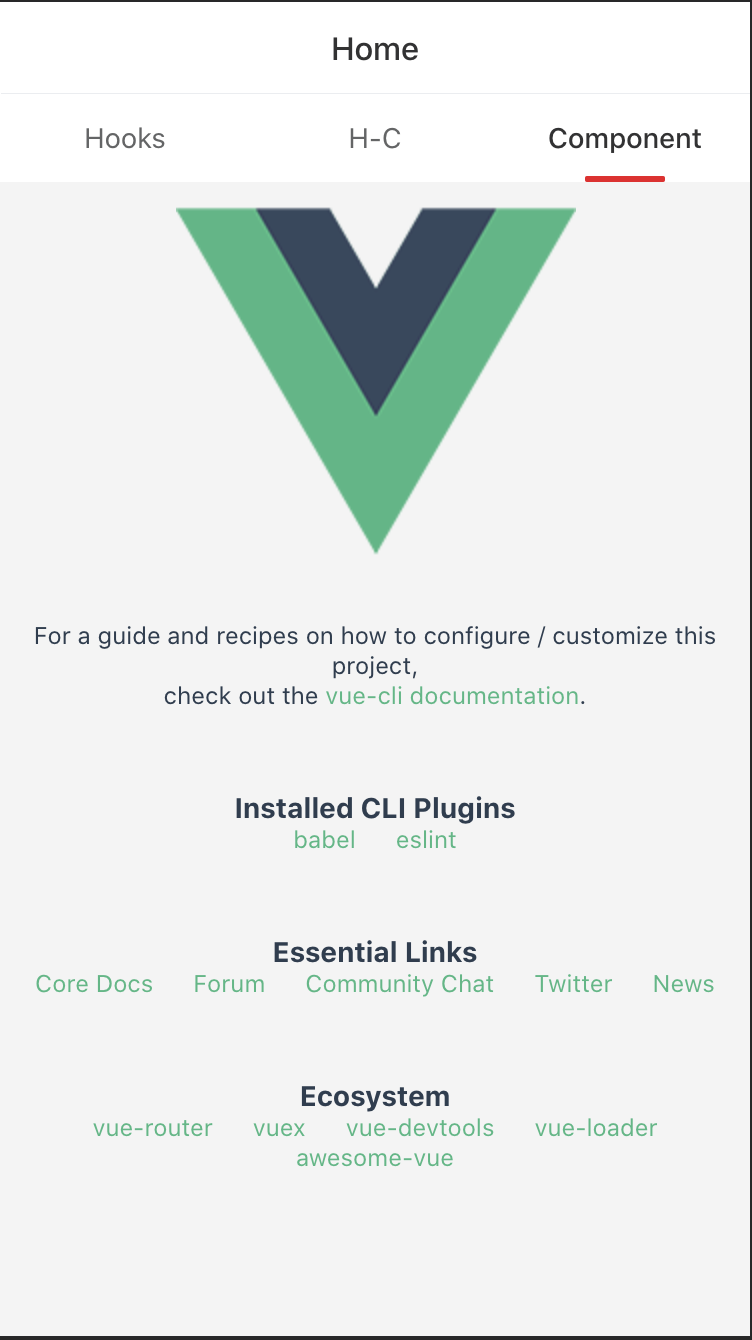 Home
Hooks H-C Component
For a guide and recipes on how to configure / customize this
project,
check out the vue-cli documentation.
Installed CLI Plugins
babel eslint
Essential Links
Core Docs Forum Community Chat Twitter News
Ecosystem
vue-router vuex vue-devtools vue-loader
awesome-vue